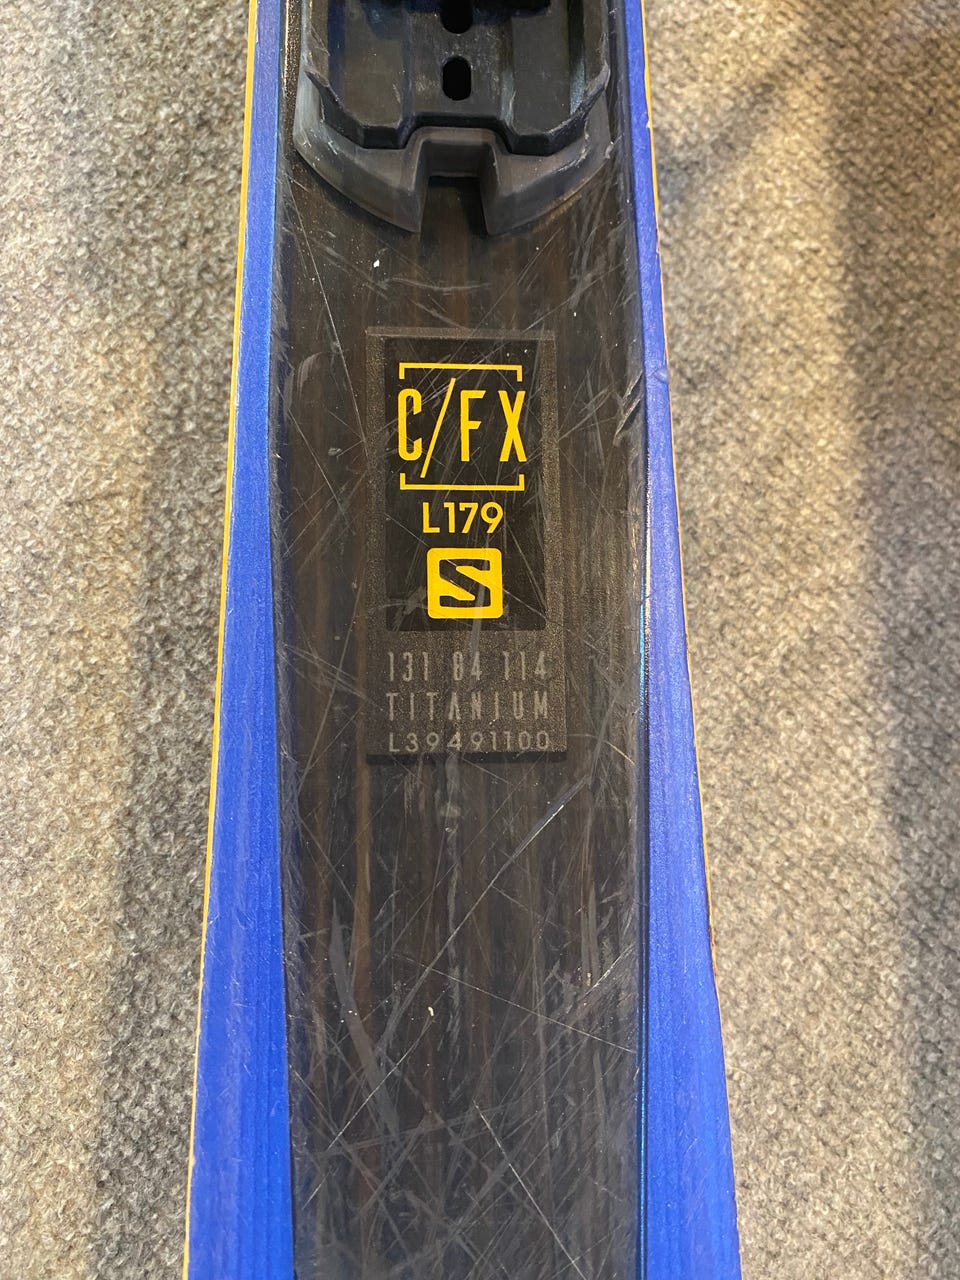 C/FX
L179
S
131 84 114
TITANIUM
L39491100